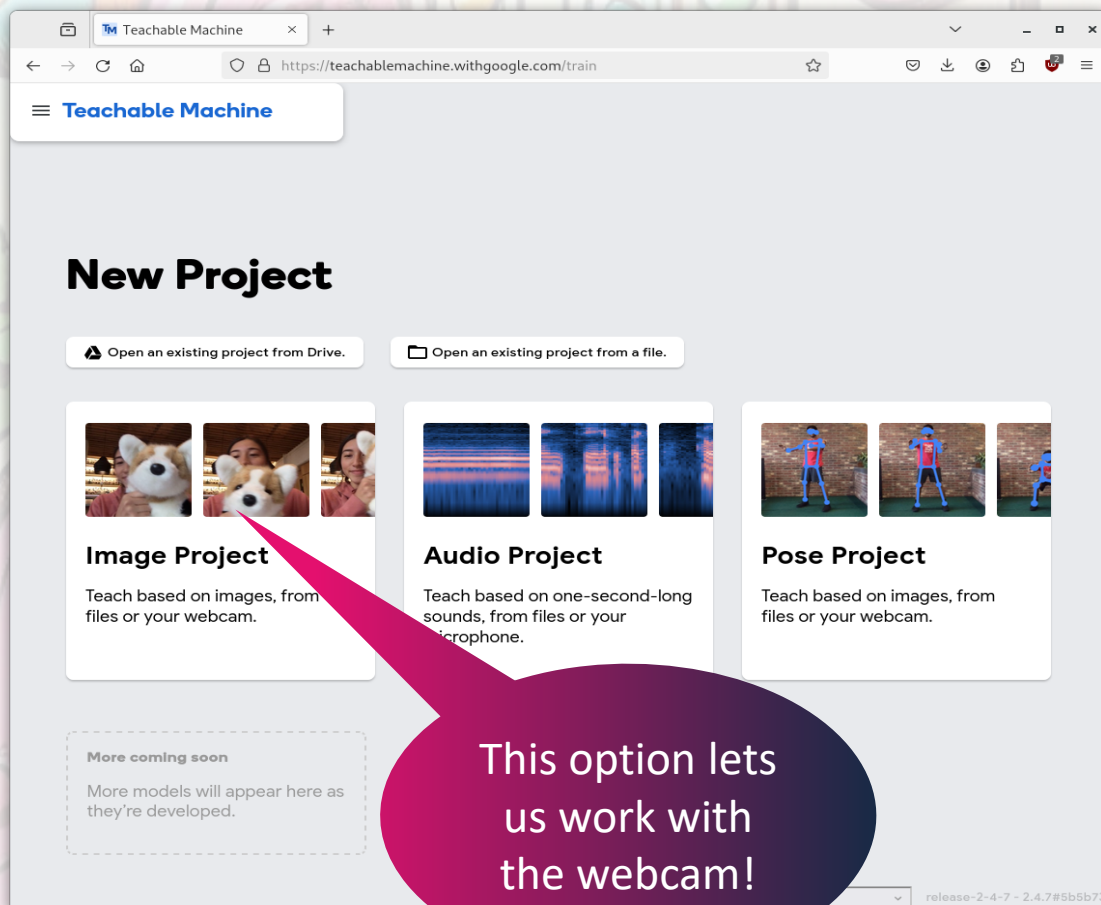 TM Teachable Machine
https://teachablemachine.withgoogle.com/train
2
Teachable Machine
New Project
Open an existing project from Drive.
Open an existing project from a file.
Image Project
Teach based on images, from
files or your webcam.
Audio Project
Teach based on one-second-long
sounds, from files or your
microphone.
Pose Project
Teach based on images, from
files or your webcam.
More coming soon
More models will appear here as
they're developed.
This option lets
us work with
the webcam!
release-2-4-7 - 2.4.7#5b5b7